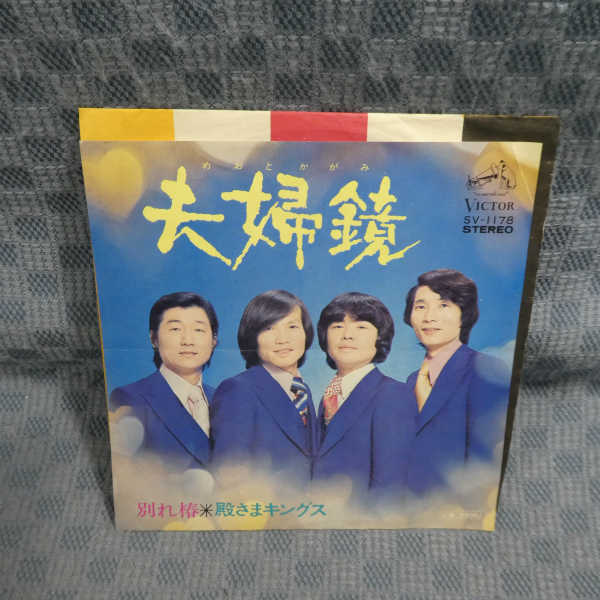 めおとかがみ
夫婦鏡
VICTOR
SV-1178
STEREO
別れ椿*殿さまキングス